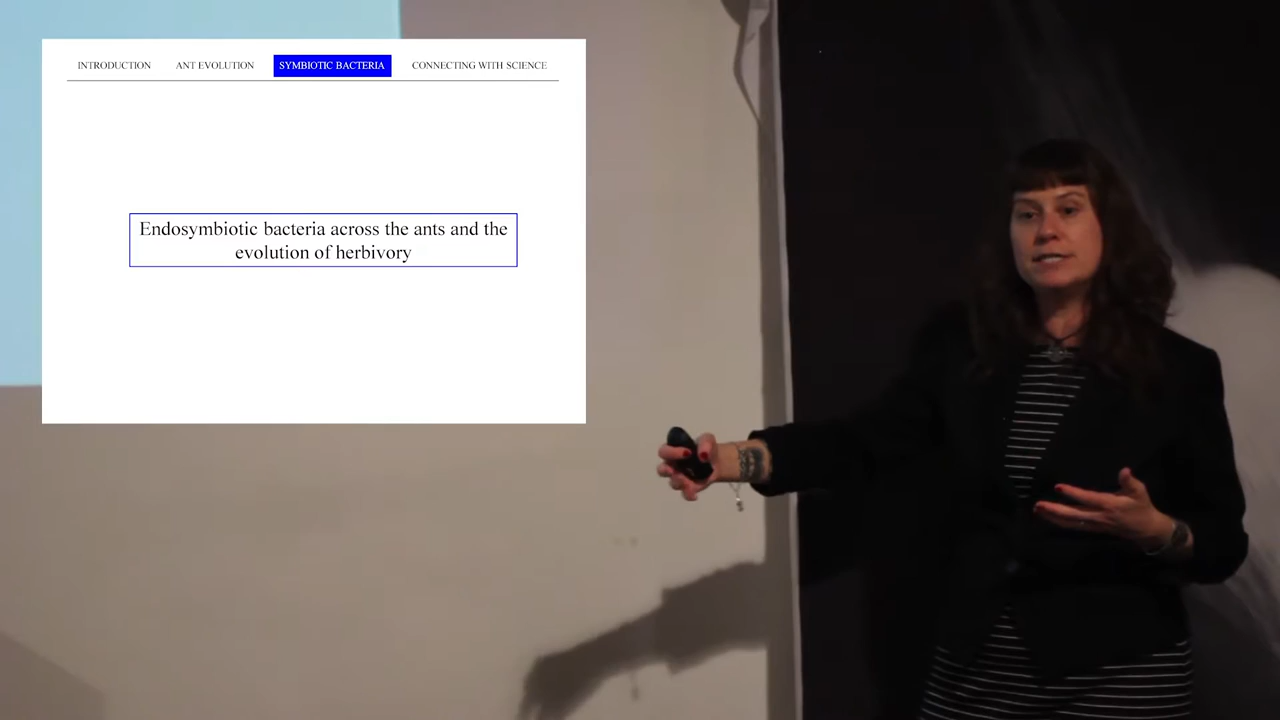 INTRODUCTION ANT EVOLUTION SYMBIOTIC BACTERIA CONNECTING WITH SCIENCE
Endosymbiotic bacteria across the ants and the
evolution of herbivory